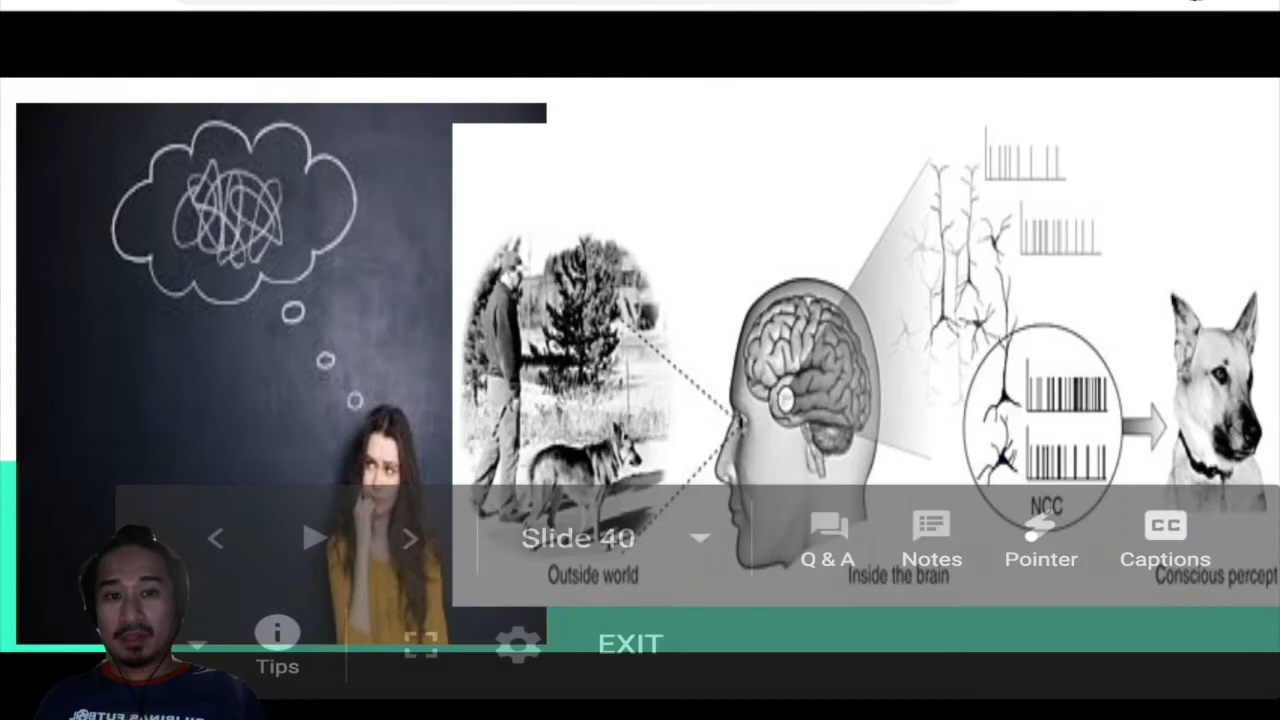 NCC
Slide 40
Q & A
Notes
Pointer
Captions
Outside world
Inside the brain
Conscious percept
Tips
EXIT